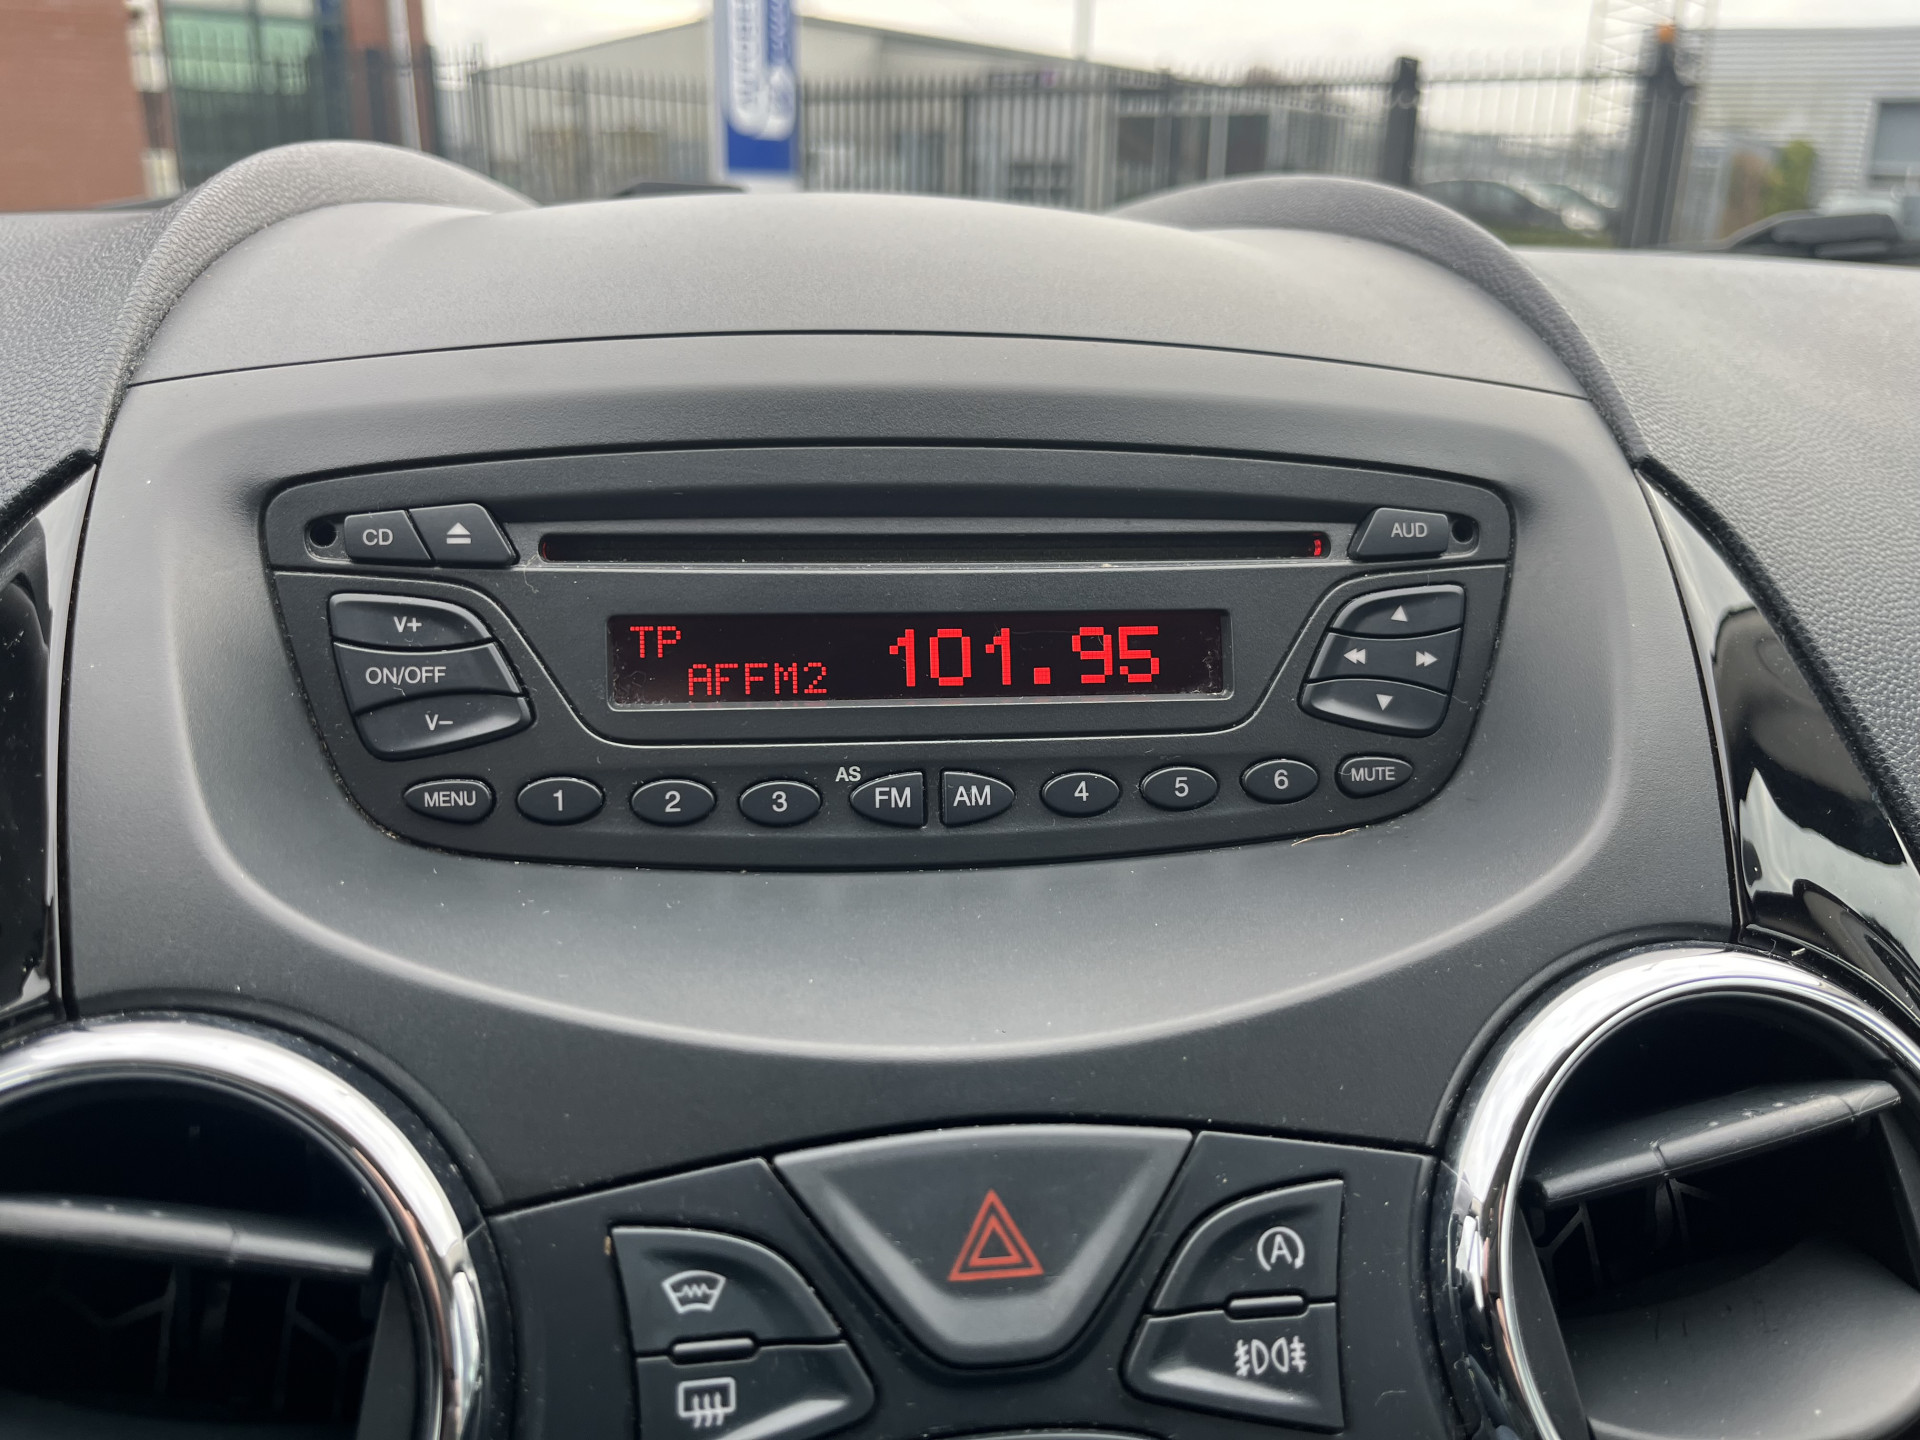 CD
AUD
V+
ON/OFF
V−
TP
AFFM2
101.95
MENU
1
2
3
AS
FM
AM
4
5
6
MUTE
A